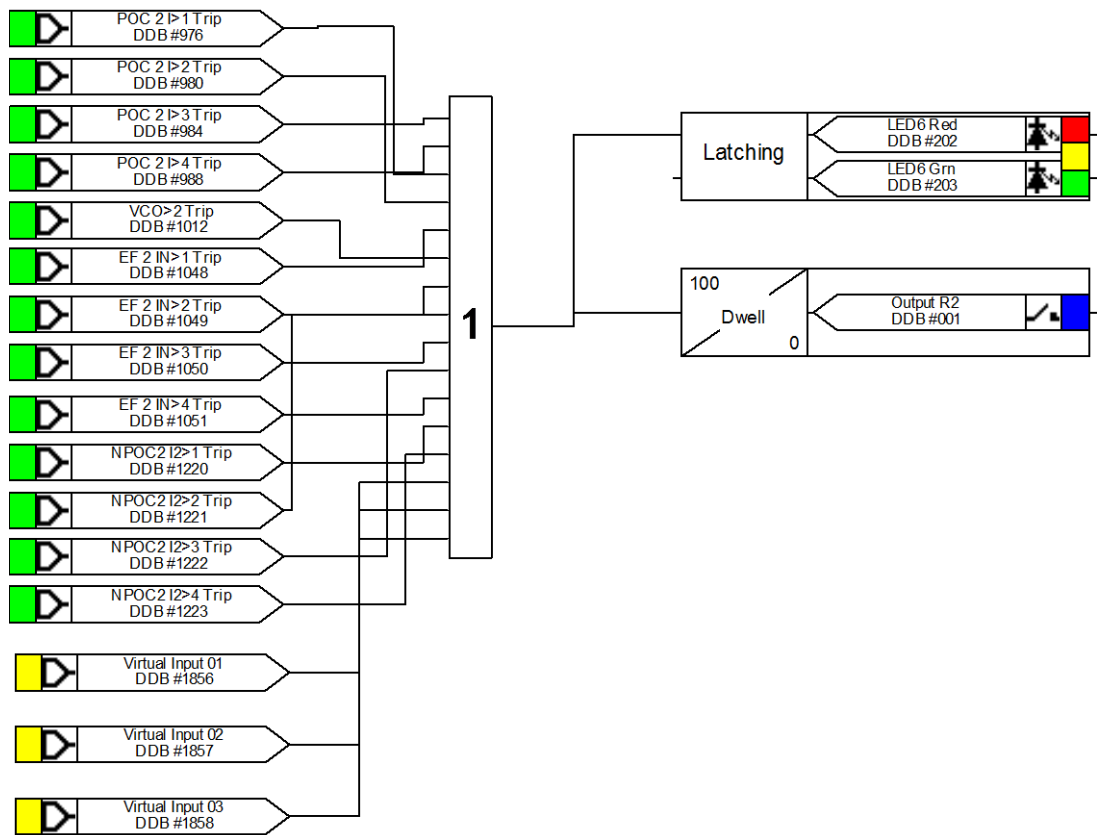 POC 2 I>1 Trip
DDB #976
POC 2 I>2 Trip
DDB #980
POC 2 I>3 Trip
DDB #984
POC 2 I>4 Trip
DDB #988
VCO>2 Trip
DDB #1012
EF 2 IN>1 Trip
DDB #1048
EF 2 IN>2 Trip
DDB #1049
EF 2 IN>3 Trip
DDB #1050
EF 2 IN>4 Trip
DDB #1051
NPOC2 I2>1 Trip
DDB #1220
NPOC2 I2>2 Trip
DDB #1221
NPOC2 I2>3 Trip
DDB #1222
NPOC2 I2>4 Trip
DDB #1223
Virtual Input 01
DDB #1856
Virtual Input 02
DDB #1857
Virtual Input 03
DDB #1858
1
Latching
LED6 Red
DDB #202
LED6 Grn
DDB #203
100
Dwell
0
Output R2
DDB #001